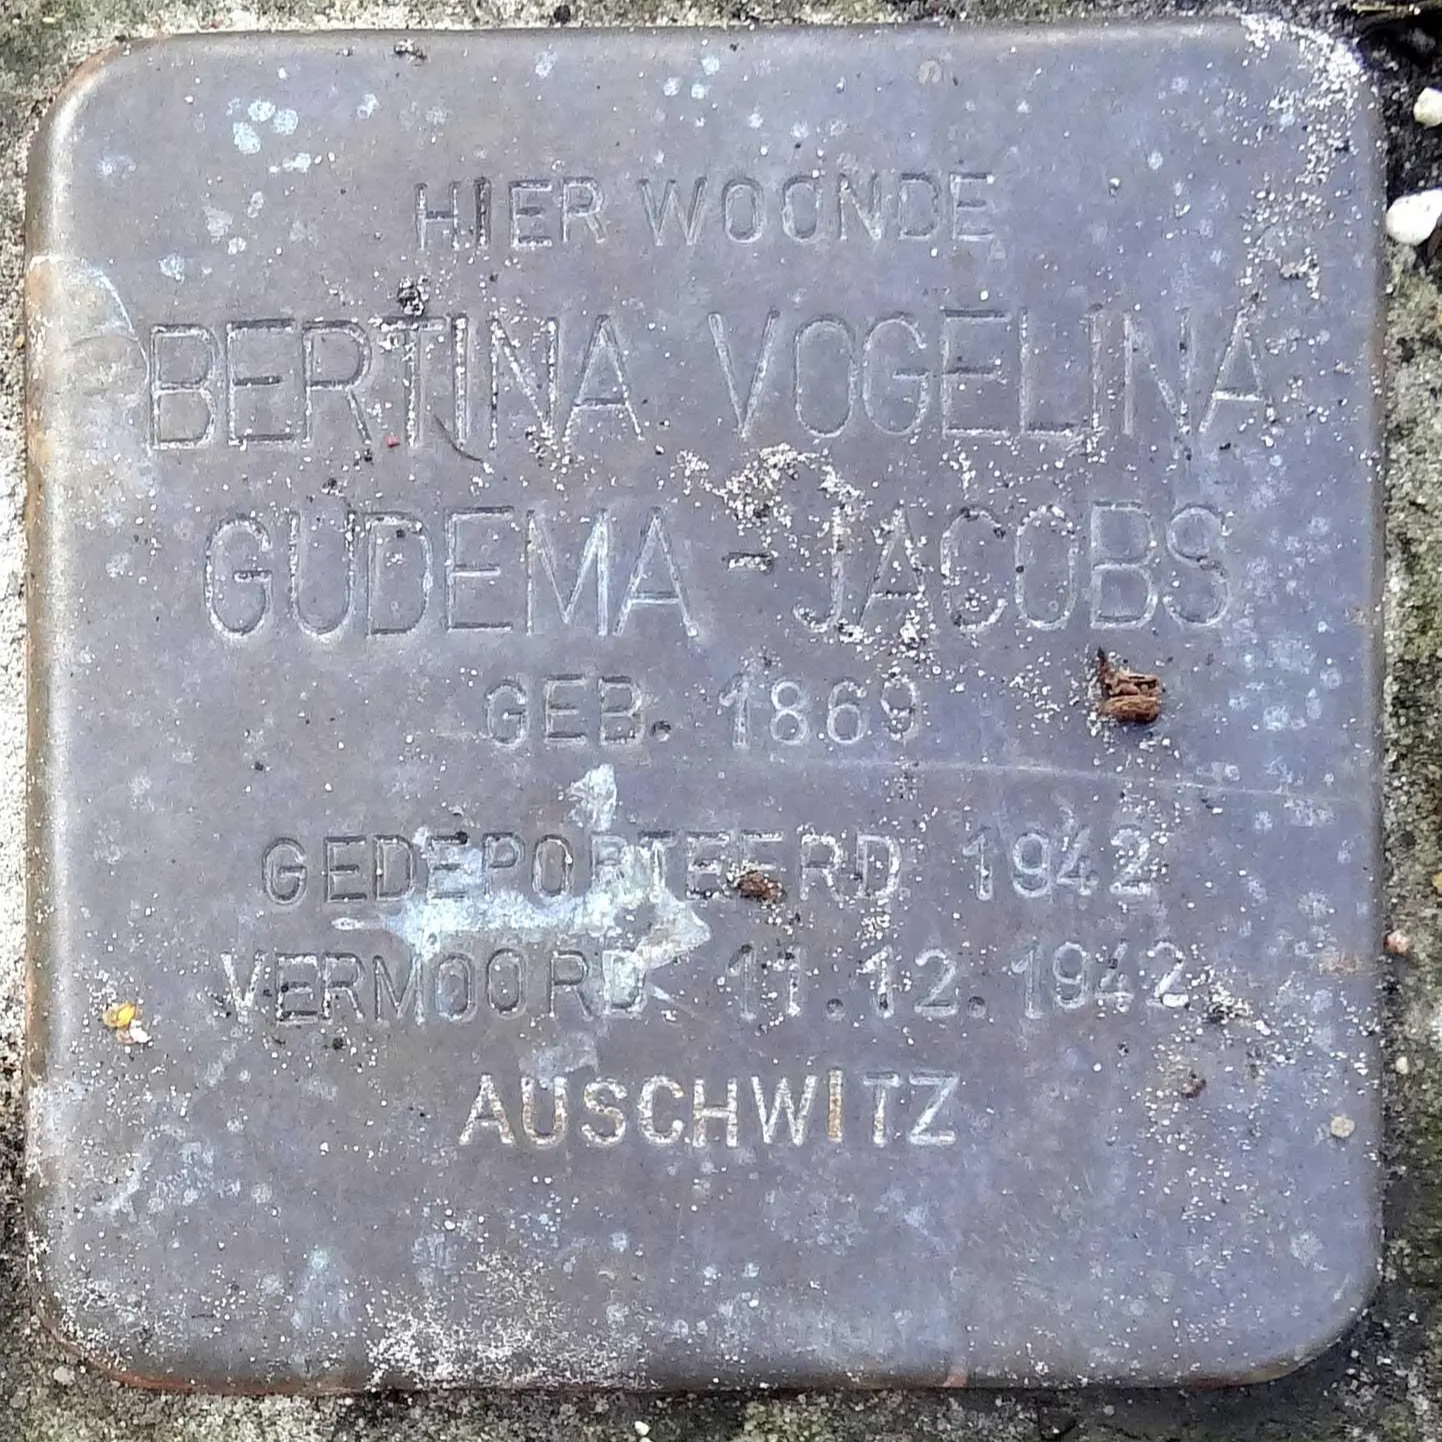 HIER WOONDE
BERTINA VOGELINA
GUDEMA - JACOBS
GEB. 1869
GEDEPORTEERD 1942
VERMOORD 11.12.1942
AUSCHWITZ